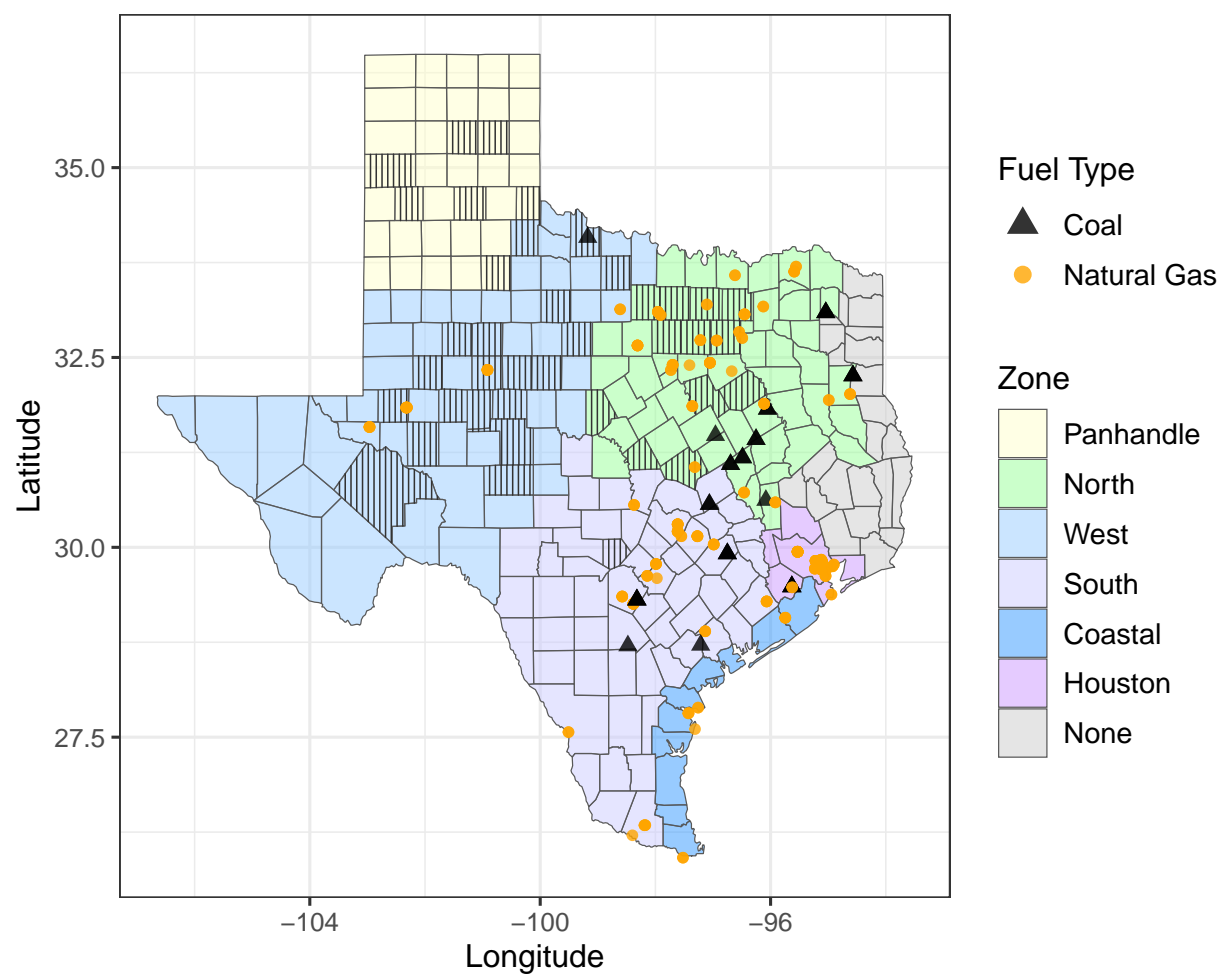 Latitude
35.0
32.5
30.0
27.5
−104
−100
−96
Longitude
Fuel Type
Coal
Natural Gas
Zone
Panhandle
North
West
South
Coastal
Houston
None